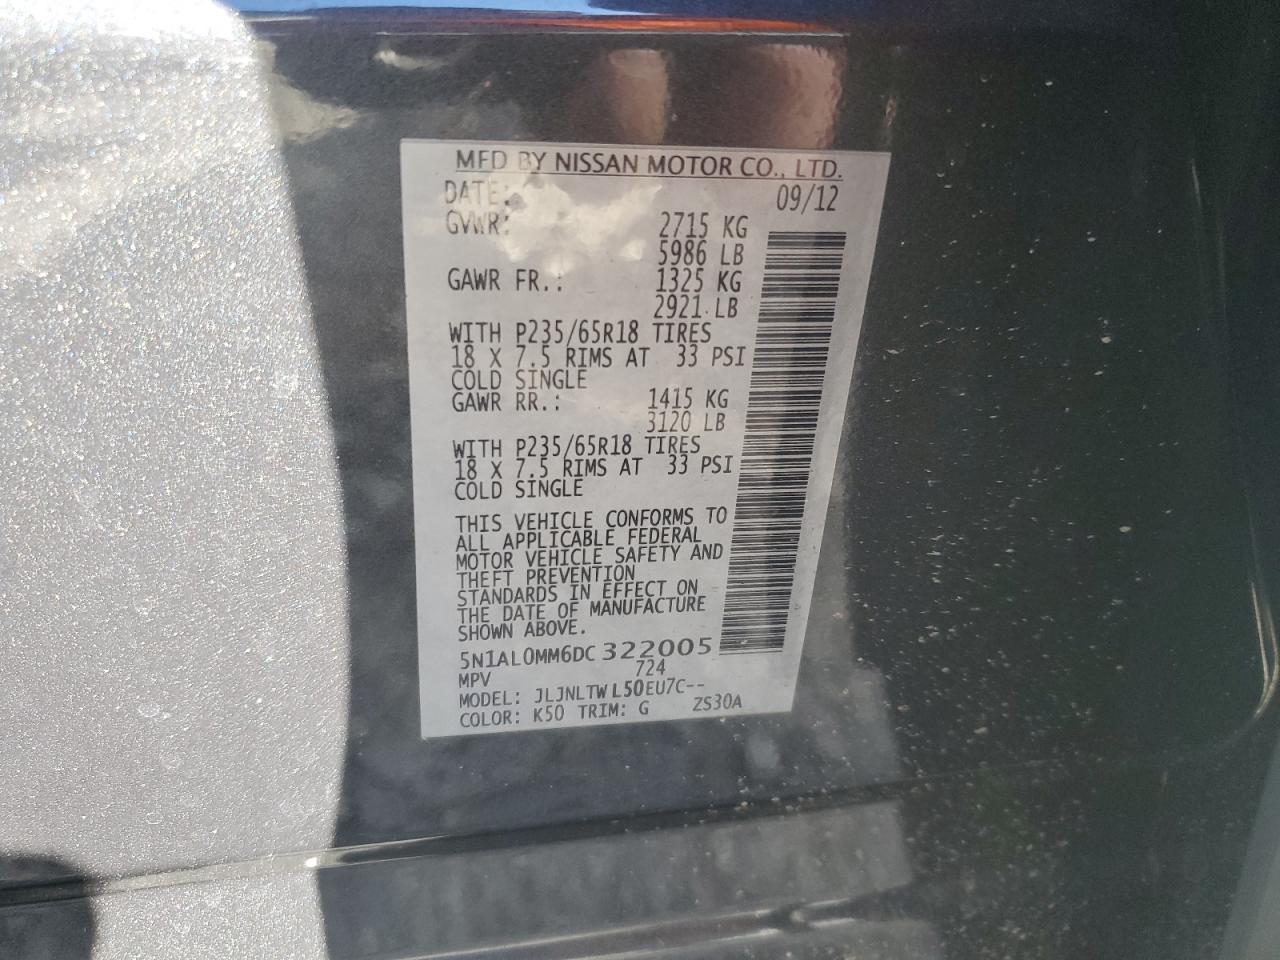 MFD BY NISSAN MOTOR CO., LTD.
DATE: 09/12
GVWR: 2715 KG
5986 LB
GAWR FR.: 1325 KG
2921 LB
WITH P235/65R18 TIRES
18 X 7.5 RIMS AT 33 PSI
COLD SINGLE
GAWR RR.: 1415 KG
3120 LB
WITH P235/65R18 TIRES
18 X 7.5 RIMS AT 33 PSI
COLD SINGLE
THIS VEHICLE CONFORMS TO
ALL APPLICABLE FEDERAL
MOTOR VEHICLE SAFETY AND
THEFT PREVENTION
STANDARDS IN EFFECT ON
THE DATE OF MANUFACTURE
SHOWN ABOVE.
5N1AL0MM6DC322005
MPV 724
MODEL: JLJNLTWL50EU7C--
COLOR: K50 TRIM: G ZS30A